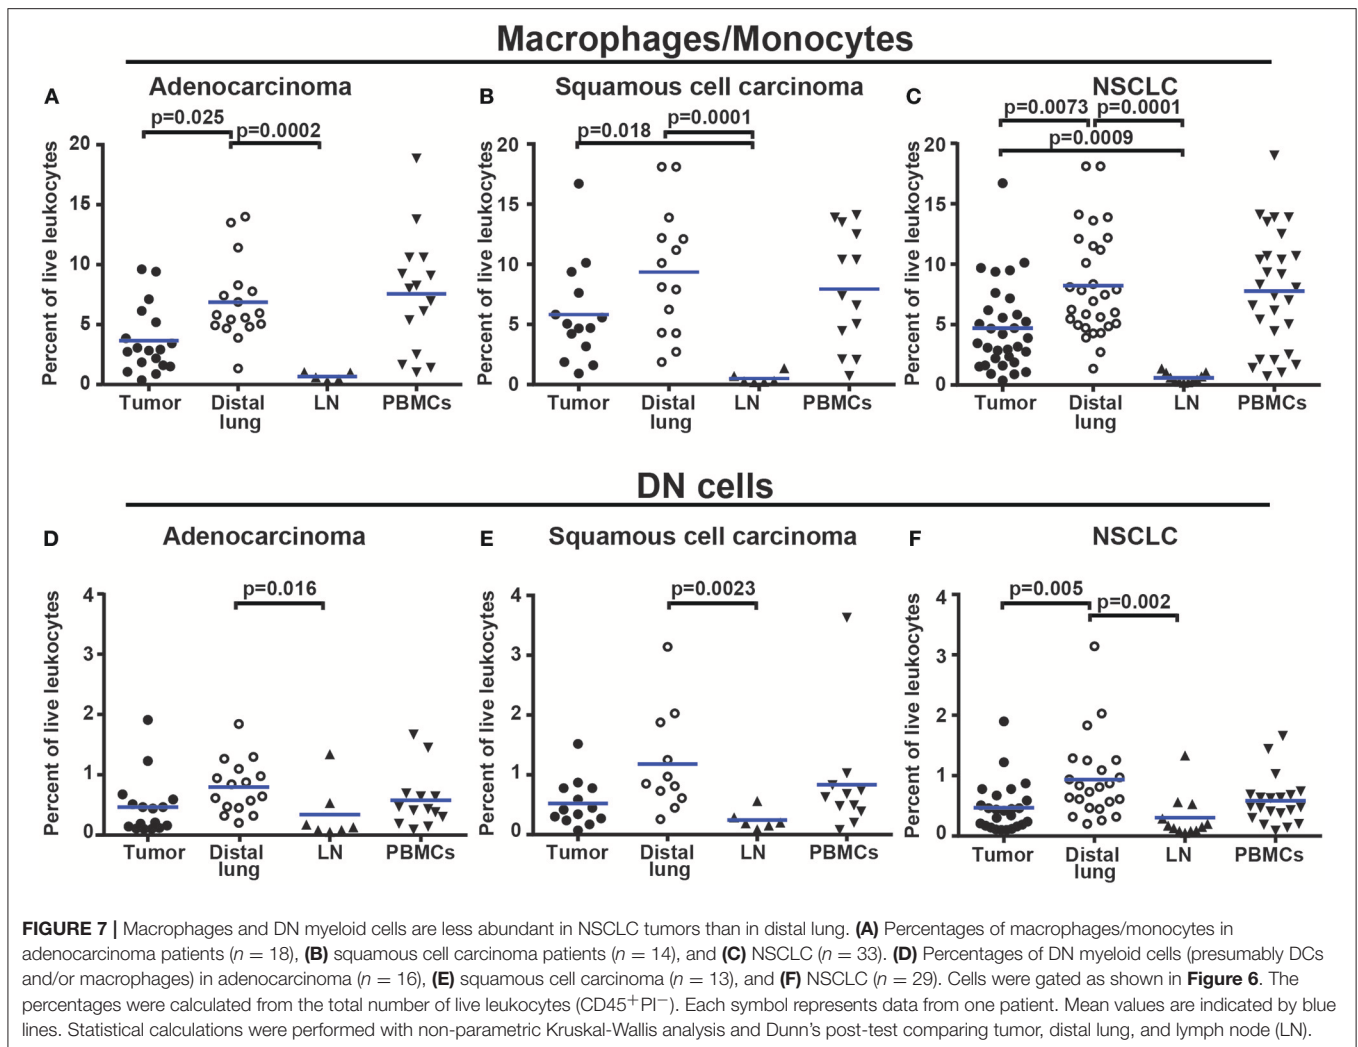 Macrophages/Monocytes
A
Adenocarcinoma
p=0.025
p=0.0002
Percent of live leukocytes
20
15
10
5
0
Tumor
Distal
lung
LN
PBMCs
B
Squamous cell carcinoma
p=0.0001
p=0.018
Percent of live leukocytes
20
15
10
5
0
Tumor
Distal
lung
LN
PBMCs
C
NSCLC
p=0.0073
p=0.0001
p=0.0009
Percent of live leukocytes
20
15
10
5
0
Tumor
Distal
lung
LN
PBMCs
DN cells
D
Adenocarcinoma
p=0.016
Percent of live leukocytes
4
3
2
1
0
Tumor
Distal
lung
LN
PBMCs
E
Squamous cell carcinoma
p=0.0023
Percent of live leukocytes
4
3
2
1
0
Tumor
Distal
lung
LN
PBMCs
F
NSCLC
p=0.005
p=0.002
Percent of live leukocytes
4
3
2
1
0
Tumor
Distal
lung
LN
PBMCs
FIGURE 7 | Macrophages and DN myeloid cells are less abundant in NSCLC tumors than in distal lung. (A) Percentages of macrophages/monocytes in
adenocarcinoma patients (n = 18), (B) squamous cell carcinoma patients (n = 14), and (C) NSCLC (n = 33). (D) Percentages of DN myeloid cells (presumably DCs
and/or macrophages) in adenocarcinoma (n = 16), (E) squamous cell carcinoma (n = 13), and (F) NSCLC (n = 29). Cells were gated as shown in Figure 6. The
percentages were calculated from the total number of live leukocytes (CD45⁺PI⁻). Each symbol represents data from one patient. Mean values are indicated by blue
lines. Statistical calculations were performed with non-parametric Kruskal-Wallis analysis and Dunn's post-test comparing tumor, distal lung, and lymph node (LN).